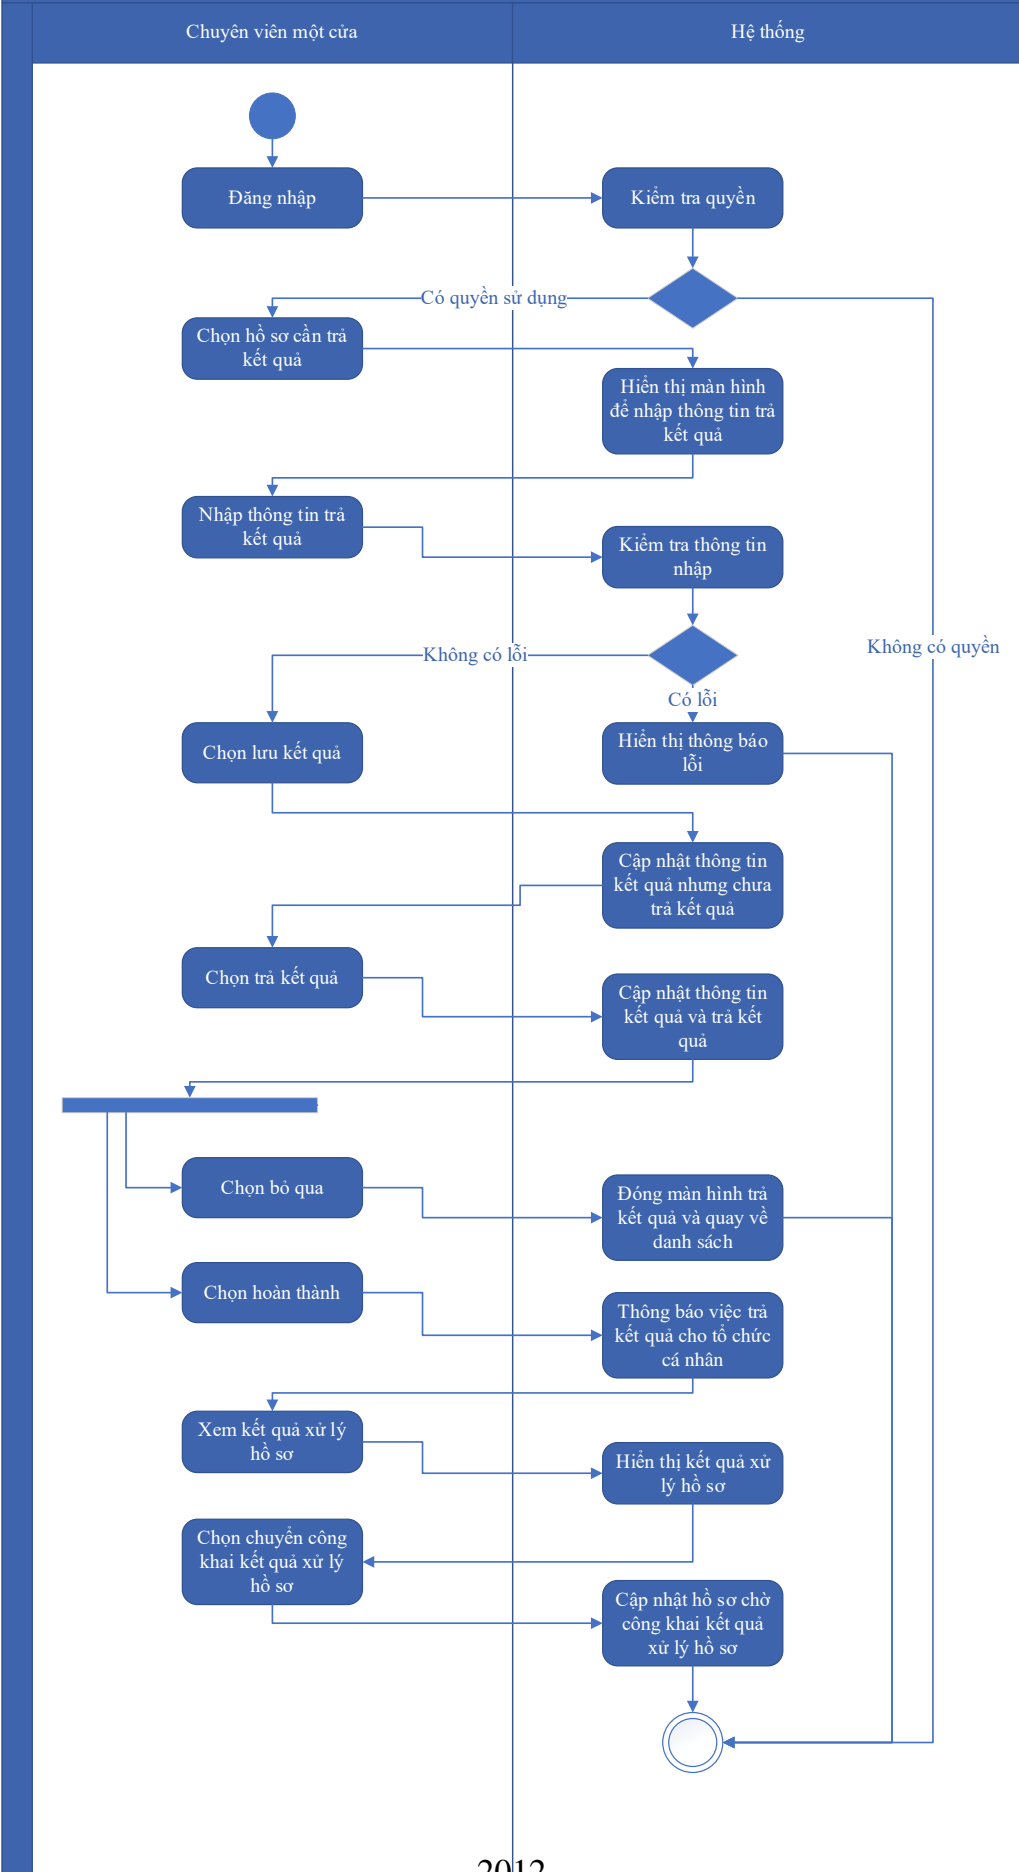 Chuyên viên một cửa
Hệ thống
Đăng nhập
Kiểm tra quyền
Có quyền sử dụng
Chọn hồ sơ cần trả
kết quả
Hiển thị màn hình
để nhập thông tin trả
kết quả
Nhập thông tin trả
kết quả
Kiểm tra thông tin
nhập
Không có quyền
Không có lỗi
Có lỗi
Chọn lưu kết quả
Hiển thị thông báo
lỗi
Cập nhật thông tin
kết quả nhưng chưa
trả kết quả
Chọn trả kết quả
Cập nhật thông tin
kết quả và trả kết
quả
Chọn bỏ qua
Đóng màn hình trả
kết quả và quay về
danh sách
Chọn hoàn thành
Thông báo việc trả
kết quả cho tổ chức
cá nhân
Xem kết quả xử lý
hồ sơ
Hiển thị kết quả xử
lý hồ sơ
Chọn chuyển công
khai kết quả xử lý
hồ sơ
Cập nhật hồ sơ chờ
công khai kết quả
xử lý hồ sơ
2012